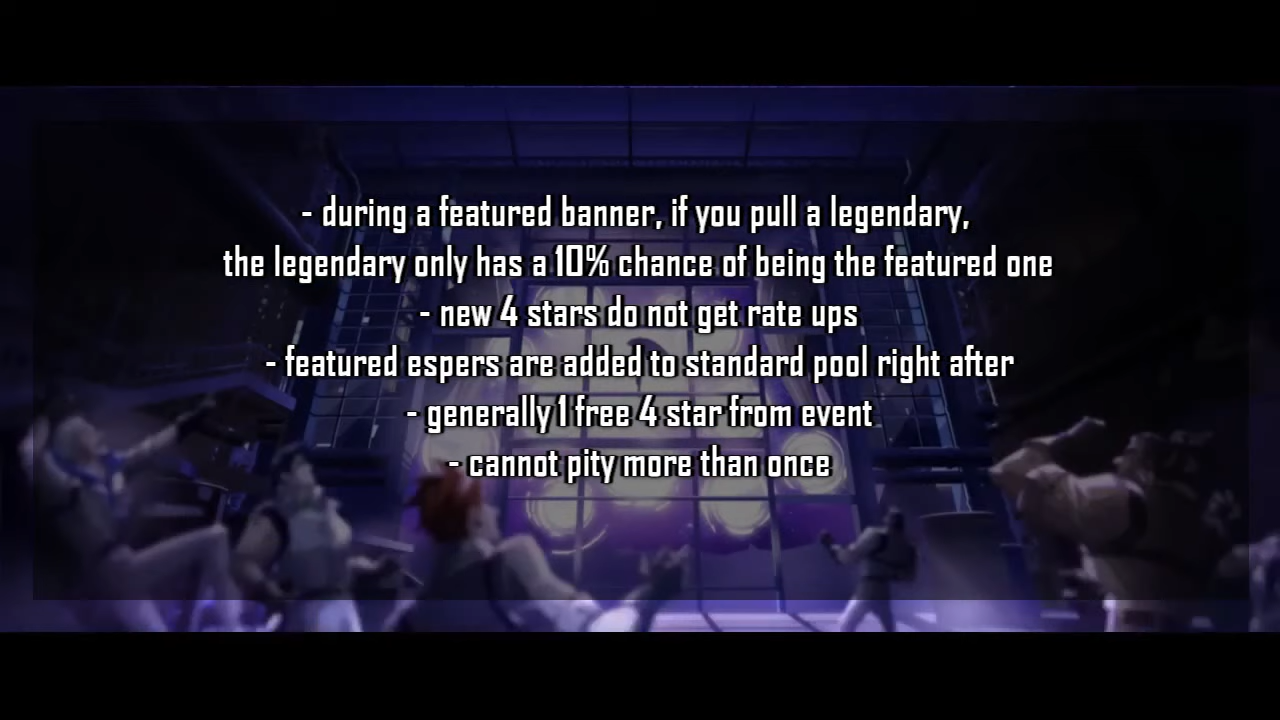 - during a featured banner, if you pull a legendary,
the legendary only has a 10% chance of being the featured one
- new 4 stars do not get rate ups
- featured espers are added to standard pool right after
- generally 1 free 4 star from event
- cannot pity more than once